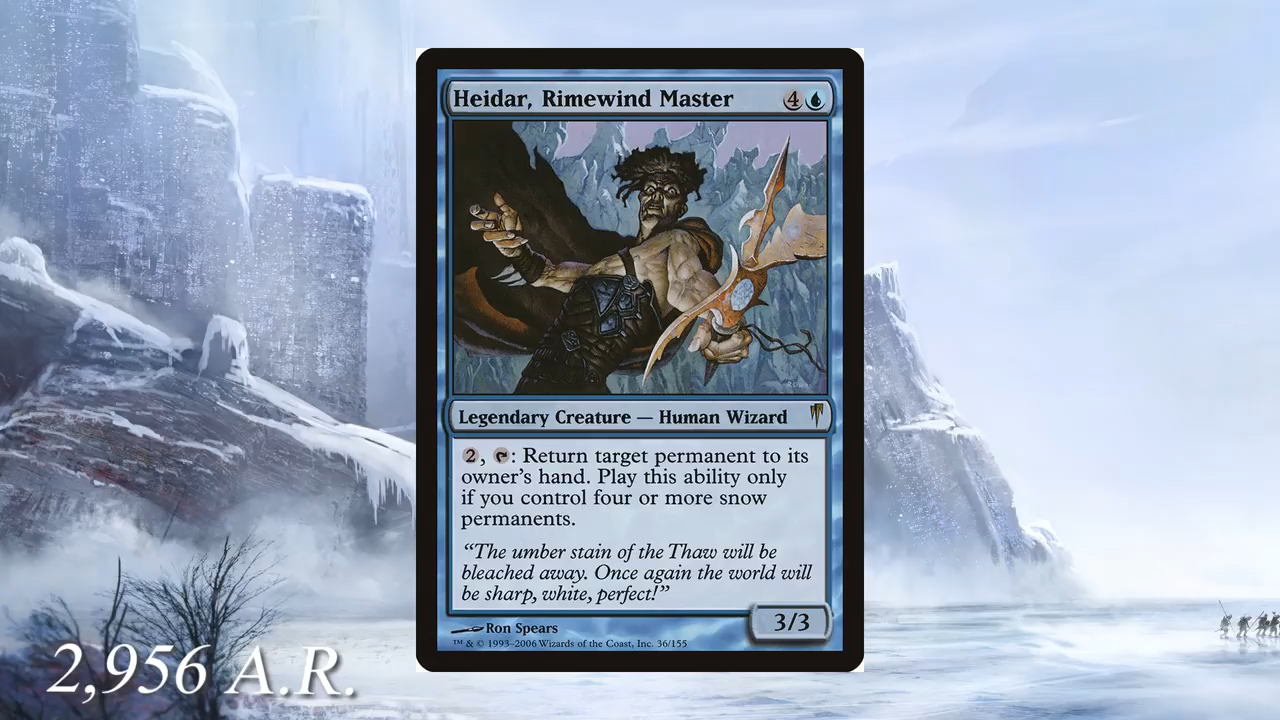 Heidar, Rimewind Master 4
Legendary Creature — Human Wizard
2, : Return target permanent to its
owner's hand. Play this ability only
if you control four or more snow
permanents.
"The umber stain of the Thaw will be
bleached away. Once again the world will
be sharp, white, perfect!"
Ron Spears
3/3
™ & © 1993–2006 Wizards of the Coast, Inc. 36/155
2,956 A.R.